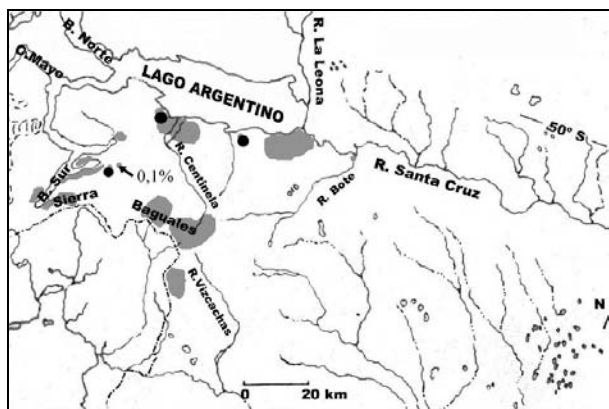 B. Norte
C. Mayo
LAGO ARGENTINO
R. La Leona
50° S
R. Centinela
R. Santa Cruz
B. Sur
0,1%
Sierra
Baguales
R. Bote
R. Vizcachas
N
0 20 km